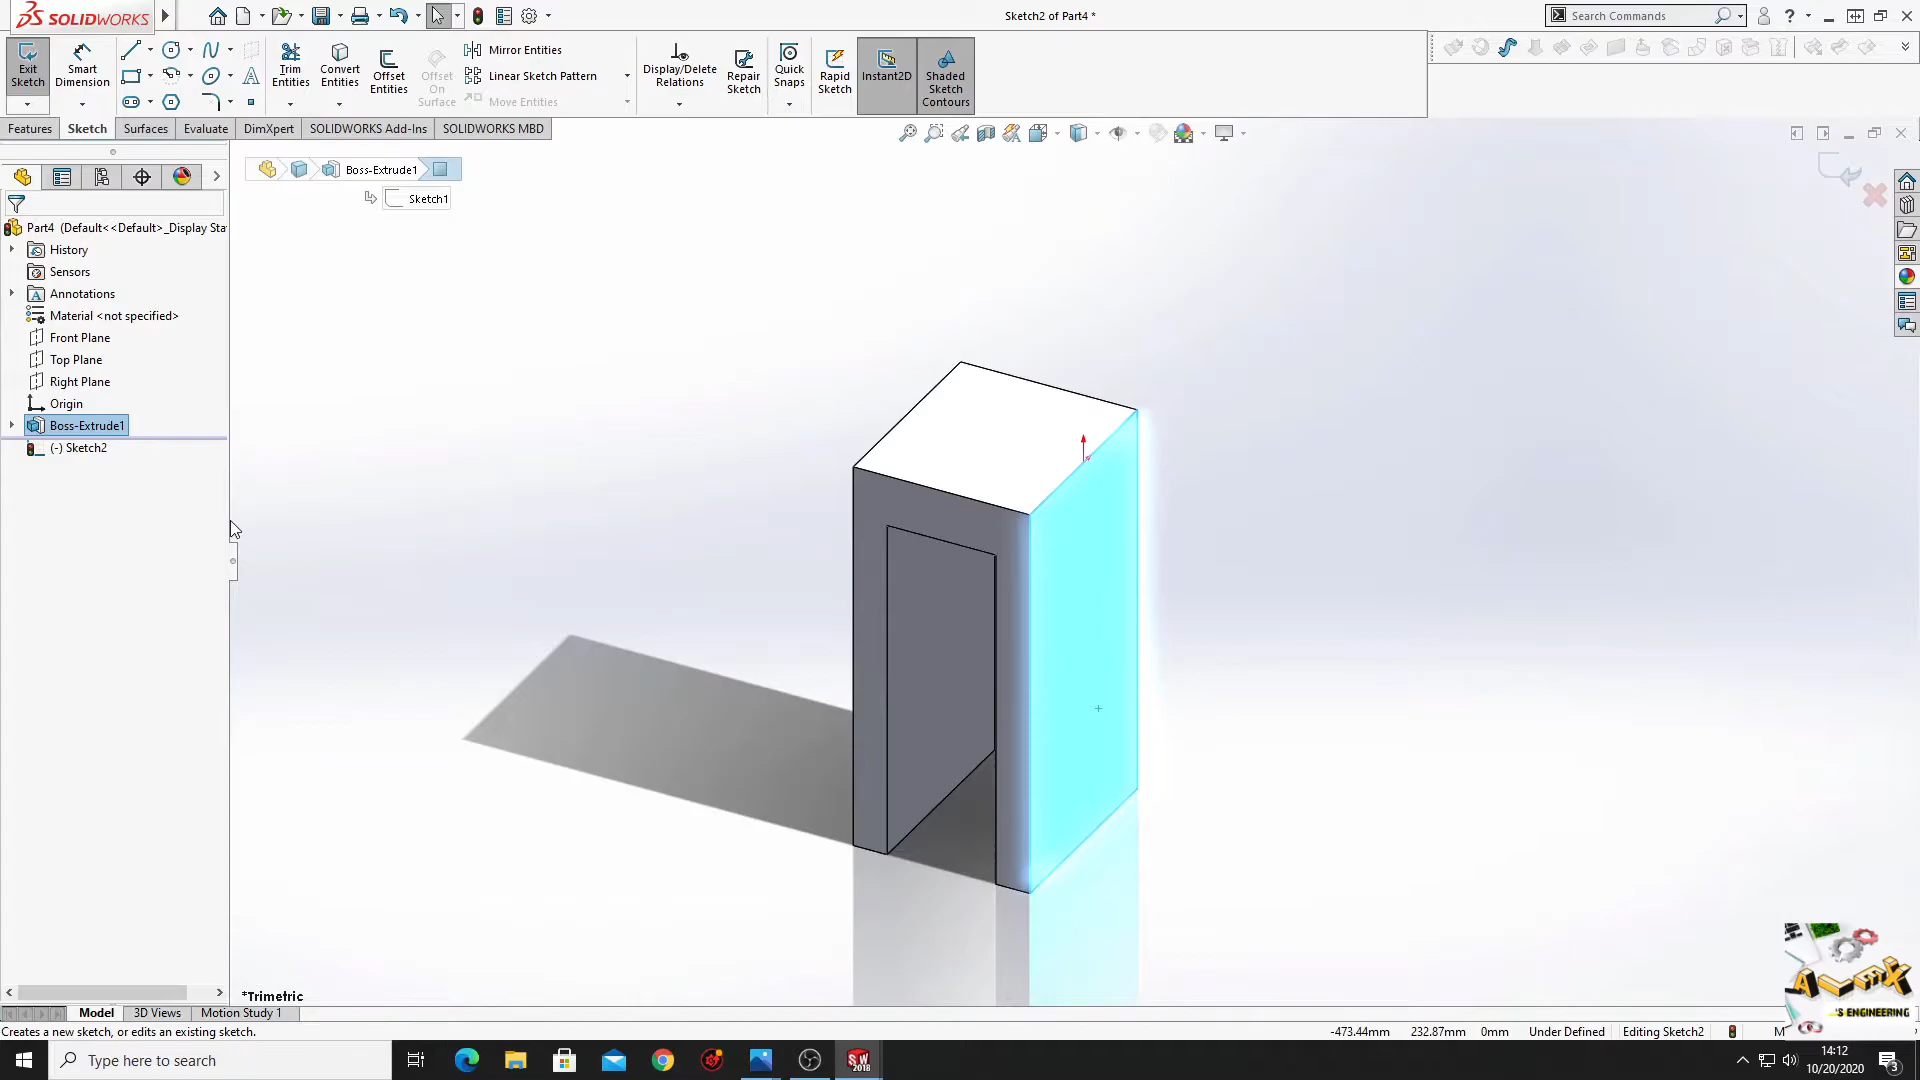 SOLIDWORKS
Sketch2 of Part4 *
Search Commands
Exit
Sketch
Smart
Dimension
Trim
Entities
Convert
Entities
Offset
Entities
Offset
On
Surface
Mirror Entities
Linear Sketch Pattern
Move Entities
Display/Delete
Relations
Repair
Sketch
Quick
Snaps
Rapid
Sketch
Instant2D
Shaded
Sketch
Contours
Features
Sketch
Surfaces
Evaluate
DimXpert
SOLIDWORKS Add-Ins
SOLIDWORKS MBD
Boss-Extrude1
Sketch1
Part4 (Default<<Default>_Display Sta
History
Sensors
Annotations
Material <not specified>
Front Plane
Top Plane
Right Plane
Origin
Boss-Extrude1
(-) Sketch2
*Trimetric
ALEX
'S ENGINEERING
Model
3D Views
Motion Study 1
Creates a new sketch, or edits an existing sketch.
-473.44mm
232.87mm
0mm
Under Defined
Editing Sketch2
M
Type here to search
SW
2018
14:12
10/20/2020
3